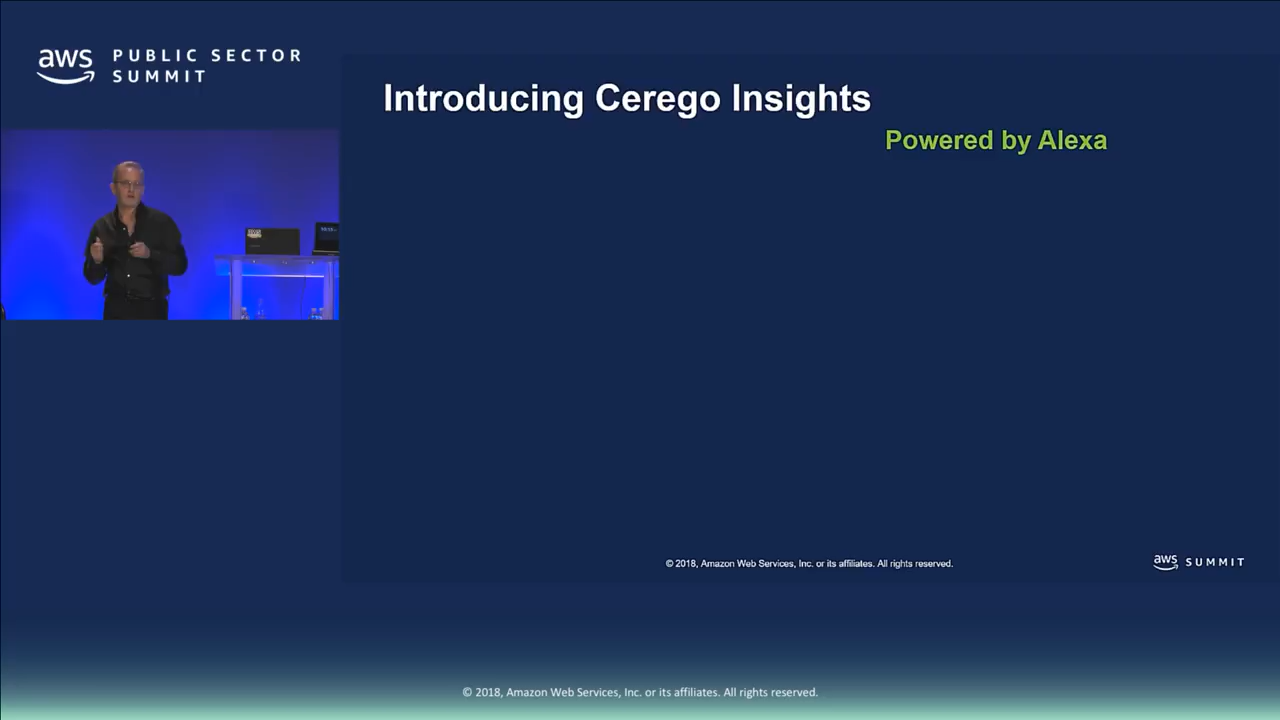 aws PUBLIC SECTOR
SUMMIT
Introducing Cerego Insights
Powered by Alexa
© 2018, Amazon Web Services, Inc. or its affiliates. All rights reserved.
aws SUMMIT
© 2018, Amazon Web Services, Inc. or its affiliates. All rights reserved.